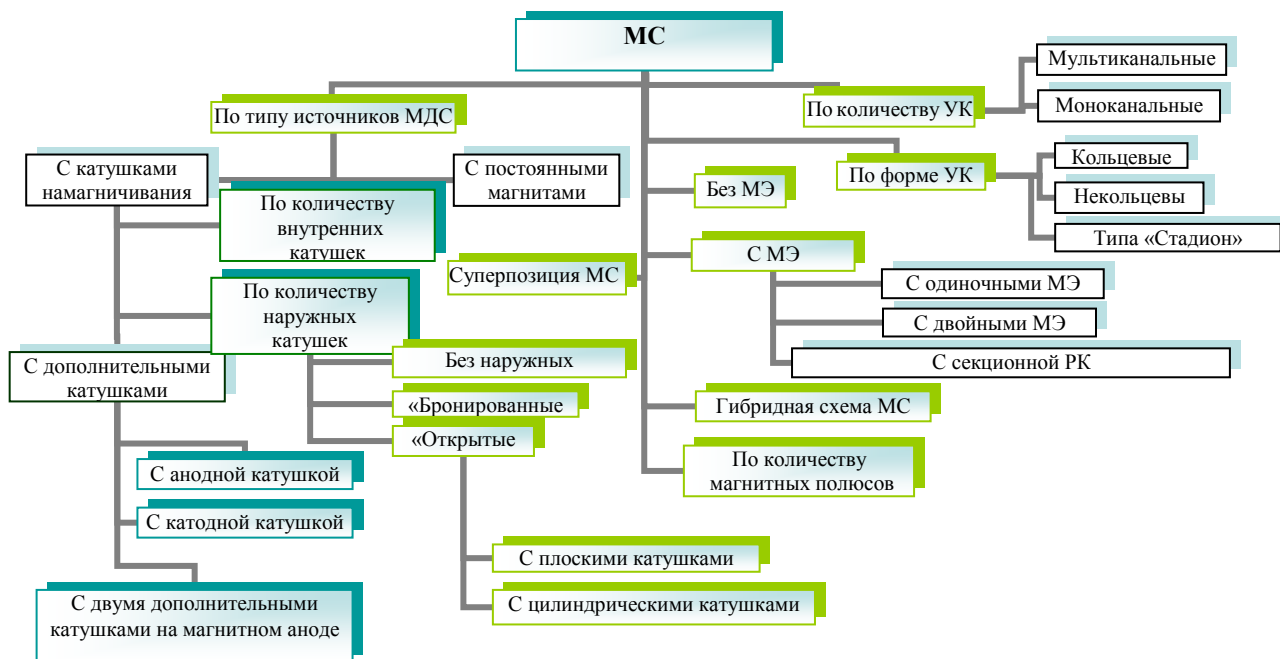 МС
Мультиканальные
По количеству УК
Моноканальные
По типу источников МДС
Кольцевые
С катушками
намагничивания
С постоянными
магнитами
По форме УК
Без МЭ
Некольцевы
По количеству
внутренних
катушек
Типа «Стадион»
С МЭ
Суперпозиция МС
С одиночными МЭ
По количеству
наружных
катушек
С двойными МЭ
Без наружных
С секционной РК
С дополнительными
катушками
«Бронированные
Гибридная схема МС
«Открытые
По количеству
магнитных полюсов
С анодной катушкой
С катодной катушкой
С плоскими катушками
С цилиндрическими катушками
С двумя дополнительными
катушками на магнитном аноде